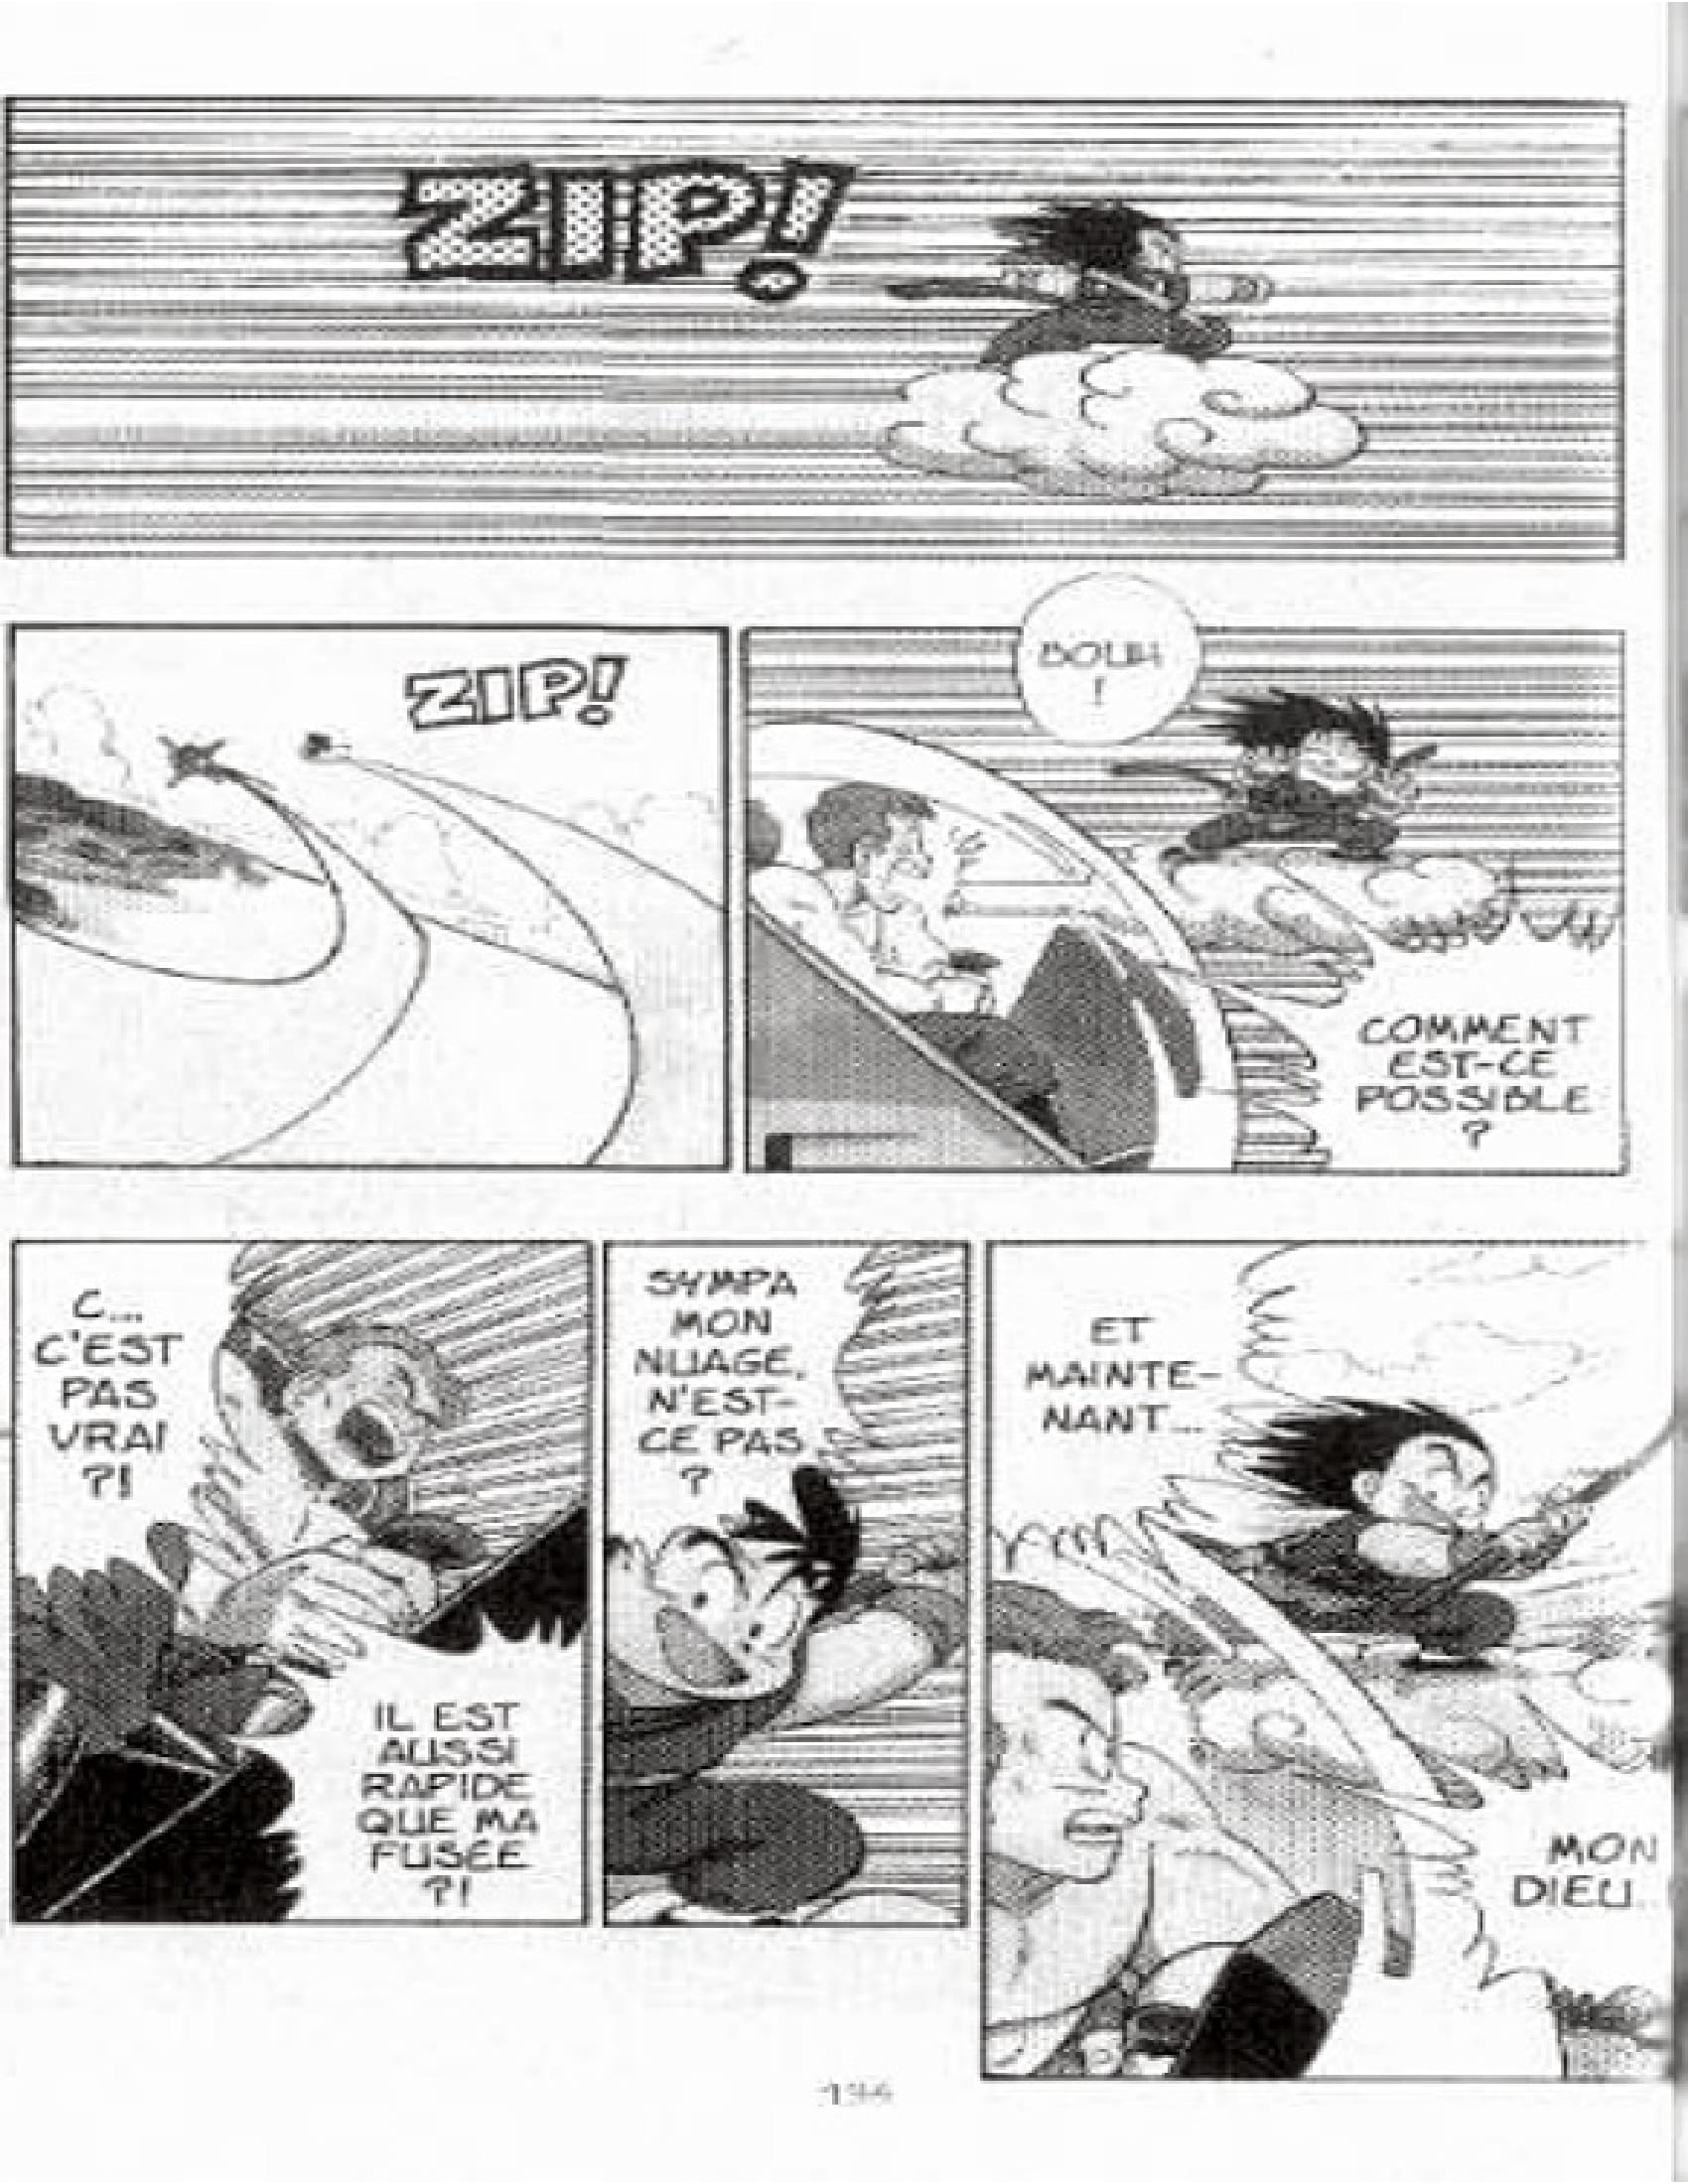 ZIP!
ZIP!
BOUH
!
COMMENT
EST-CE
POSSIBLE
?
C...
C'EST
PAS
VRAI
?!
IL EST
AUSSI
RAPIDE
QUE MA
FUSÉE
?!
SYMPA
MON
NUAGE,
N'EST-
CE PAS
?
ET
MAINTE-
NANT...
MON
DIEU..